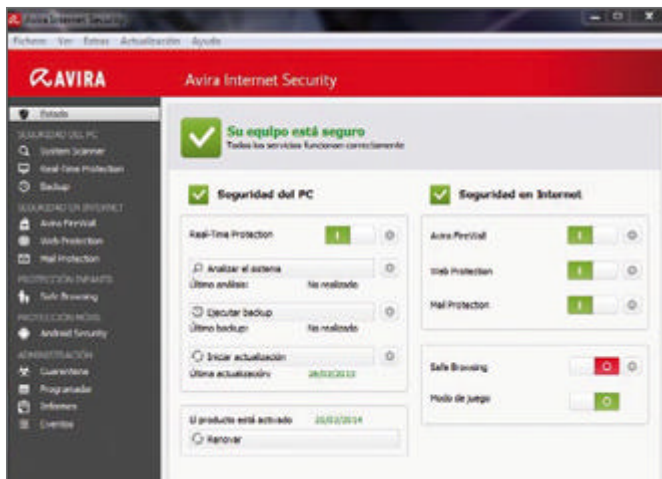 Avira Internet Security
Fichero Ver Extras Actualización Ayuda
AVIRA
Avira Internet Security
Estado
SEGURIDAD DEL PC
System Scanner
Real-Time Protection
Backup
SEGURIDAD EN INTERNET
Avira FireWall
Web Protection
Mail Protection
PROTECCIÓN INFANTIL
Safe Browsing
PROTECCIÓN MÓVIL
Android Security
ADMINISTRACIÓN
Cuarentena
Programador
Informes
Eventos
Su equipo está seguro
Todos los servicios funcionan correctamente
Seguridad del PC
Real-Time Protection
Analizar el sistema
Último análisis: No realizado
Ejecutar backup
Último backup: No realizado
Iniciar actualización
Última actualización:
El producto está activado
Renovar
Seguridad en Internet
Avira FireWall
Web Protection
Mail Protection
Safe Browsing
Modo de juego